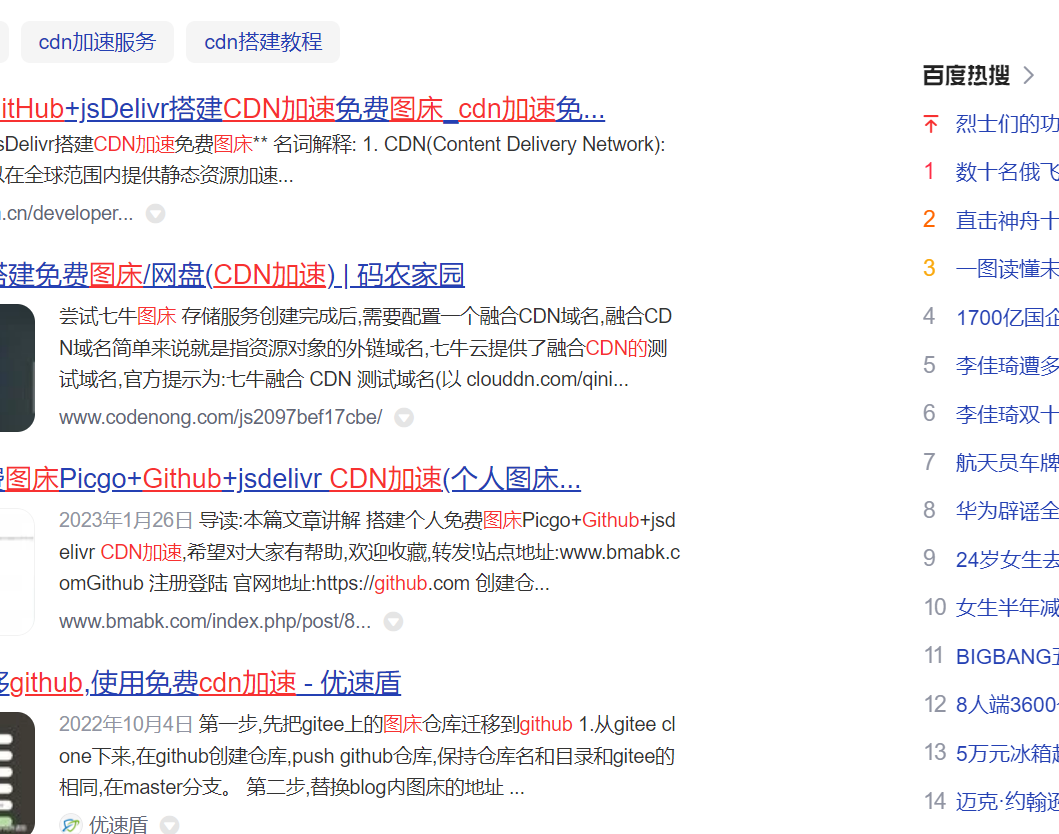 cdn加速服务
cdn搭建教程
itHub+jsDelivr搭建CDN加速免费图床_cdn加速免...
sDelivr搭建CDN加速免费图床** 名词解释: 1. CDN(Content Delivery Network):
以在全球范围内提供静态资源加速...
.cn/developer...
搭建免费图床/网盘(CDN加速) | 码农家园
尝试七牛图床 存储服务创建完成后,需要配置一个融合CDN域名,融合CD
N域名简单来说就是指资源对象的外链域名,七牛云提供了融合CDN的测
试域名,官方提示为:七牛融合 CDN 测试域名(以 clouddn.com/qini...
www.codenong.com/js2097bef17cbe/
费图床Picgo+Github+jsdelivr CDN加速(个人图床...
2023年1月26日 导读:本篇文章讲解 搭建个人免费图床Picgo+Github+jsd
elivr CDN加速,希望对大家有帮助,欢迎收藏,转发!站点地址:www.bmabk.c
omGithub 注册登陆 官网地址:https://github.com 创建仓...
www.bmabk.com/index.php/post/8...
移github,使用免费cdn加速 - 优速盾
2022年10月4日 第一步,先把gitee上的图床仓库迁移到github 1.从gitee cl
one下来,在github创建仓库,push github仓库,保持仓库名和目录和gitee的
相同,在master分支。 第二步,替换blog内图床的地址 ...
优速盾
百度热搜
烈士们的功
1 数十名俄飞
2 直击神舟十
3 一图读懂未
4 1700亿国企
5 李佳琦遭多
6 李佳琦双十
7 航天员车牌
8 华为辟谣全
9 24岁女生去
10 女生半年减
11 BIGBANG五
12 8人端3600
13 5万元冰箱起
14 迈克·约翰逊